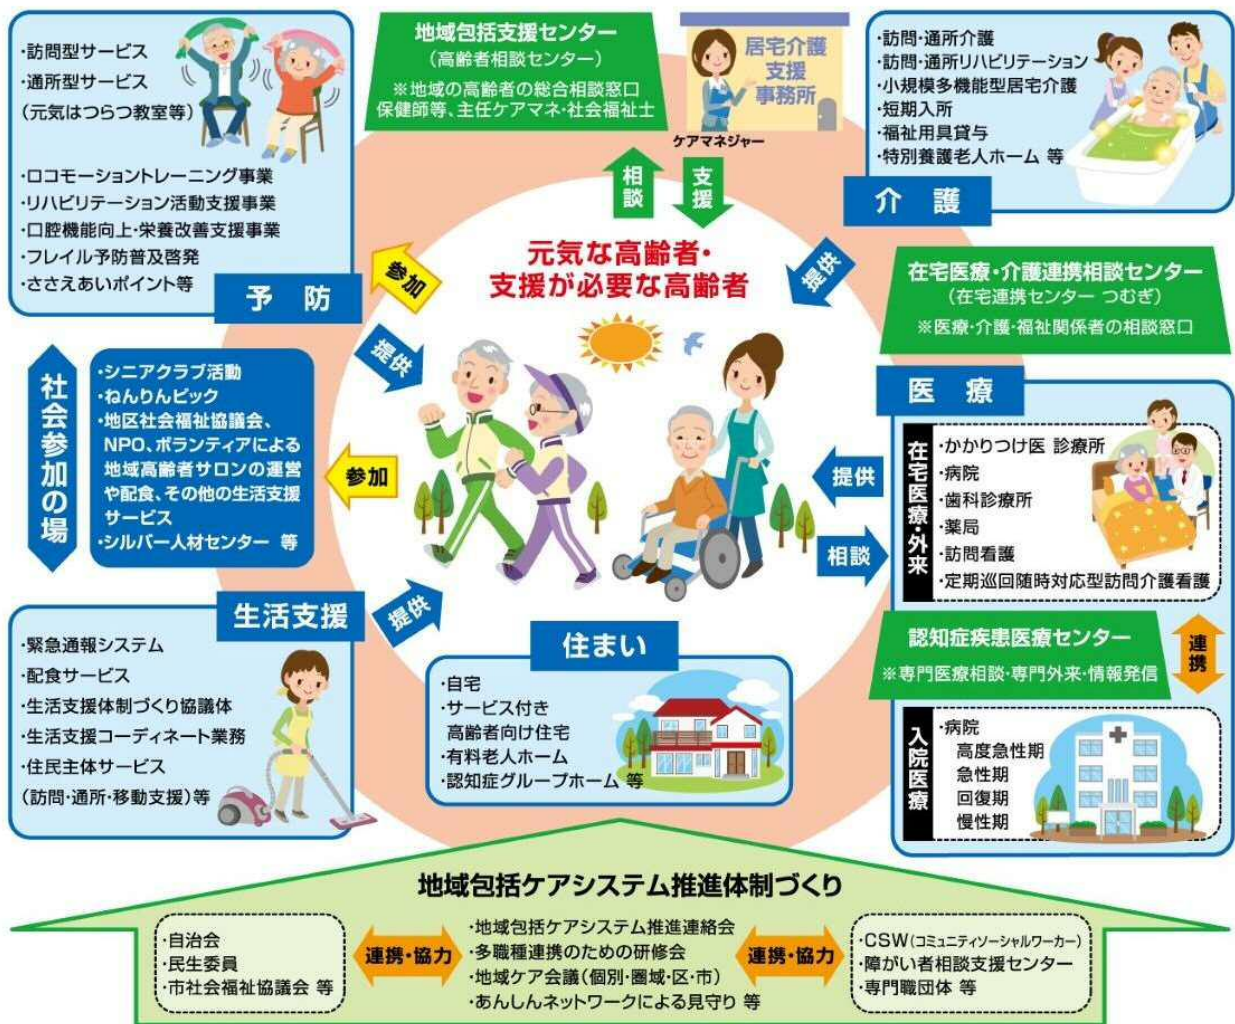 ・訪問型サービス
・通所型サービス
(元気はつらつ教室等)
・ロコモーショントレーニング事業
・リハビリテーション活動支援事業
・口腔機能向上・栄養改善支援事業
・フレイル予防普及啓発
・ささえあいポイント等
予 防
地域包括支援センター
(高齢者相談センター)
※地域の高齢者の総合相談窓口
保健師等、主任ケアマネ・社会福祉士
居宅介護
支援
事務所
ケアマネジャー
相談
支援
・訪問・通所介護
・訪問・通所リハビリテーション
・小規模多機能型居宅介護
・短期入所
・福祉用具貸与
・特別養護老人ホーム 等
介 護
元気な高齢者・
支援が必要な高齢者
参加
提供
提供
在宅医療・介護連携相談センター
(在宅連携センター つむぎ)
※医療・介護・福祉関係者の相談窓口
社会参加の場
・シニアクラブ活動
・ねんりんピック
・地区社会福祉協議会、
NPO、ボランティアによる
地域高齢者サロンの運営
や配食、その他の生活支援
サービス
・シルバー人材センター 等
参加
提供
相談
医 療
在宅医療・外来
・かかりつけ医 診療所
・病院
・歯科診療所
・薬局
・訪問看護
・定期巡回随時対応型訪問介護看護
認知症疾患医療センター
※専門医療相談・専門外来・情報発信
連携
入院医療
・病院
高度急性期
急性期
回復期
慢性期
生活支援
提供
・緊急通報システム
・配食サービス
・生活支援体制づくり協議体
・生活支援コーディネート業務
・住民主体サービス
(訪問・通所・移動支援)等
住まい
・自宅
・サービス付き
高齢者向け住宅
・有料老人ホーム
・認知症グループホーム 等
地域包括ケアシステム推進体制づくり
・自治会
・民生委員
・市社会福祉協議会 等
連携・協力
・地域包括ケアシステム推進連絡会
・多職種連携のための研修会
・地域ケア会議(個別・圏域・区・市)
・あんしんネットワークによる見守り 等
連携・協力
・CSW(コミュニティソーシャルワーカー)
・障がい者相談支援センター
・専門職団体 等